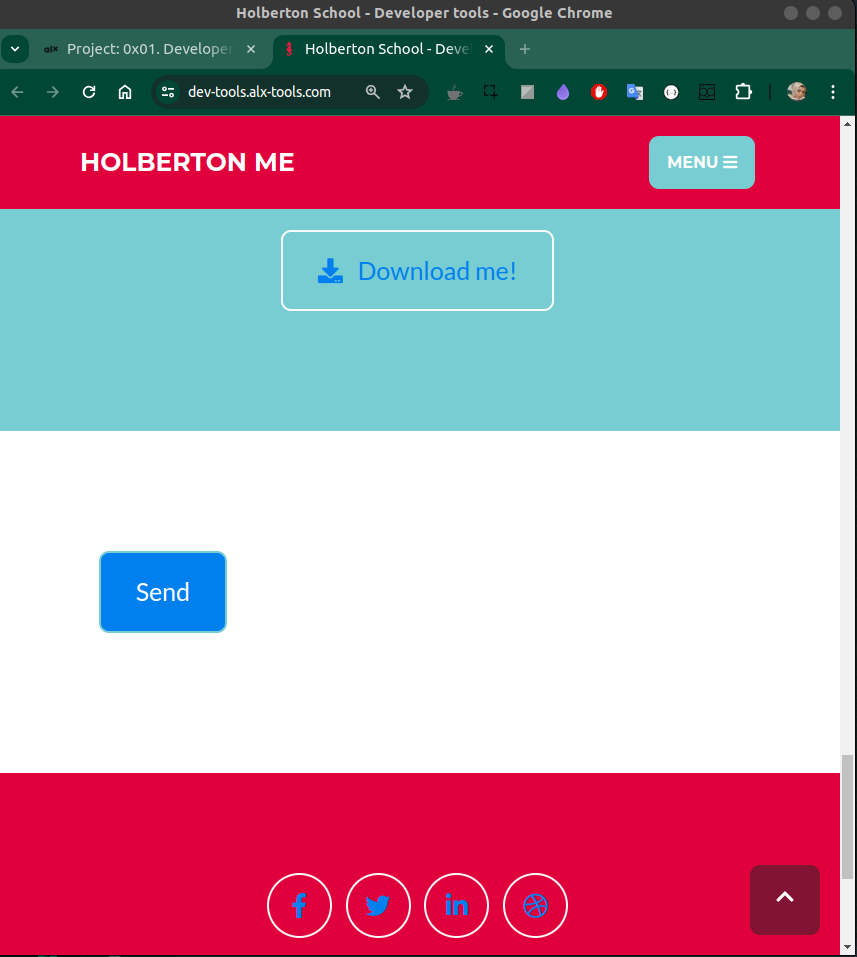 Holberton School - Developer tools - Google Chrome
alx Project: 0x01. Developer
Holberton School - Deve
dev-tools.alx-tools.com
HOLBERTON ME
MENU
Download me!
Send